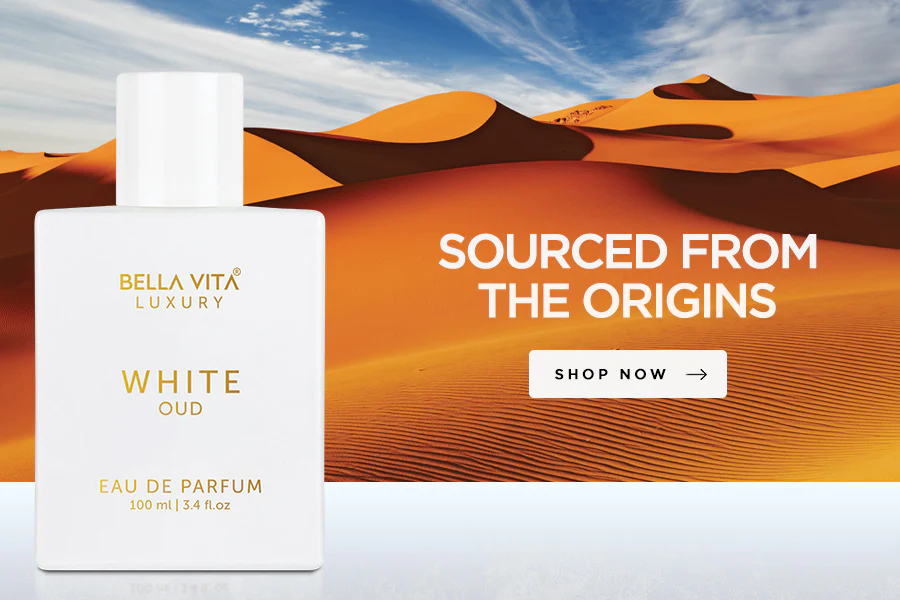 BELLA VITA®
LUXURY
WHITE
OUD
EAU DE PARFUM
100 ml | 3.4 fl.oz
SOURCED FROM
THE ORIGINS
SHOP NOW →